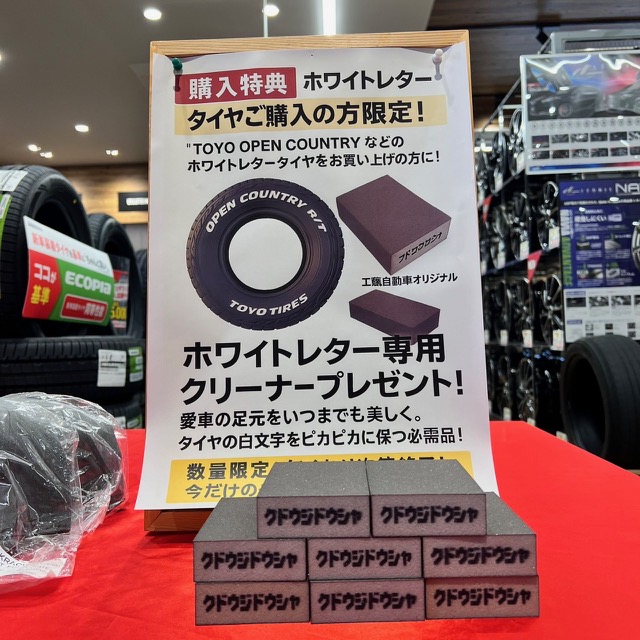 購入特典 ホワイトレター
タイヤご購入の方限定!
"TOYO OPEN COUNTRY などの
ホワイトレタータイヤをお買い上げの方に!
OPEN COUNTRY R/T
TOYO TIRES
工藤自動車オリジナル
ホワイトレター専用
クリーナープレゼント!
愛車の足元をいつまでも美しく。
タイヤの白文字をピカピカに保つ必需品!
数量限定
今だけの
クドウジドウシャ
クドウジドウシャ
クドウジドウシャ
クドウジドウシャ
クドウジドウシャ
クドウジドウシャ
クドウジドウシャ
クドウジドウシャ
ココが
基準
ECOPIA